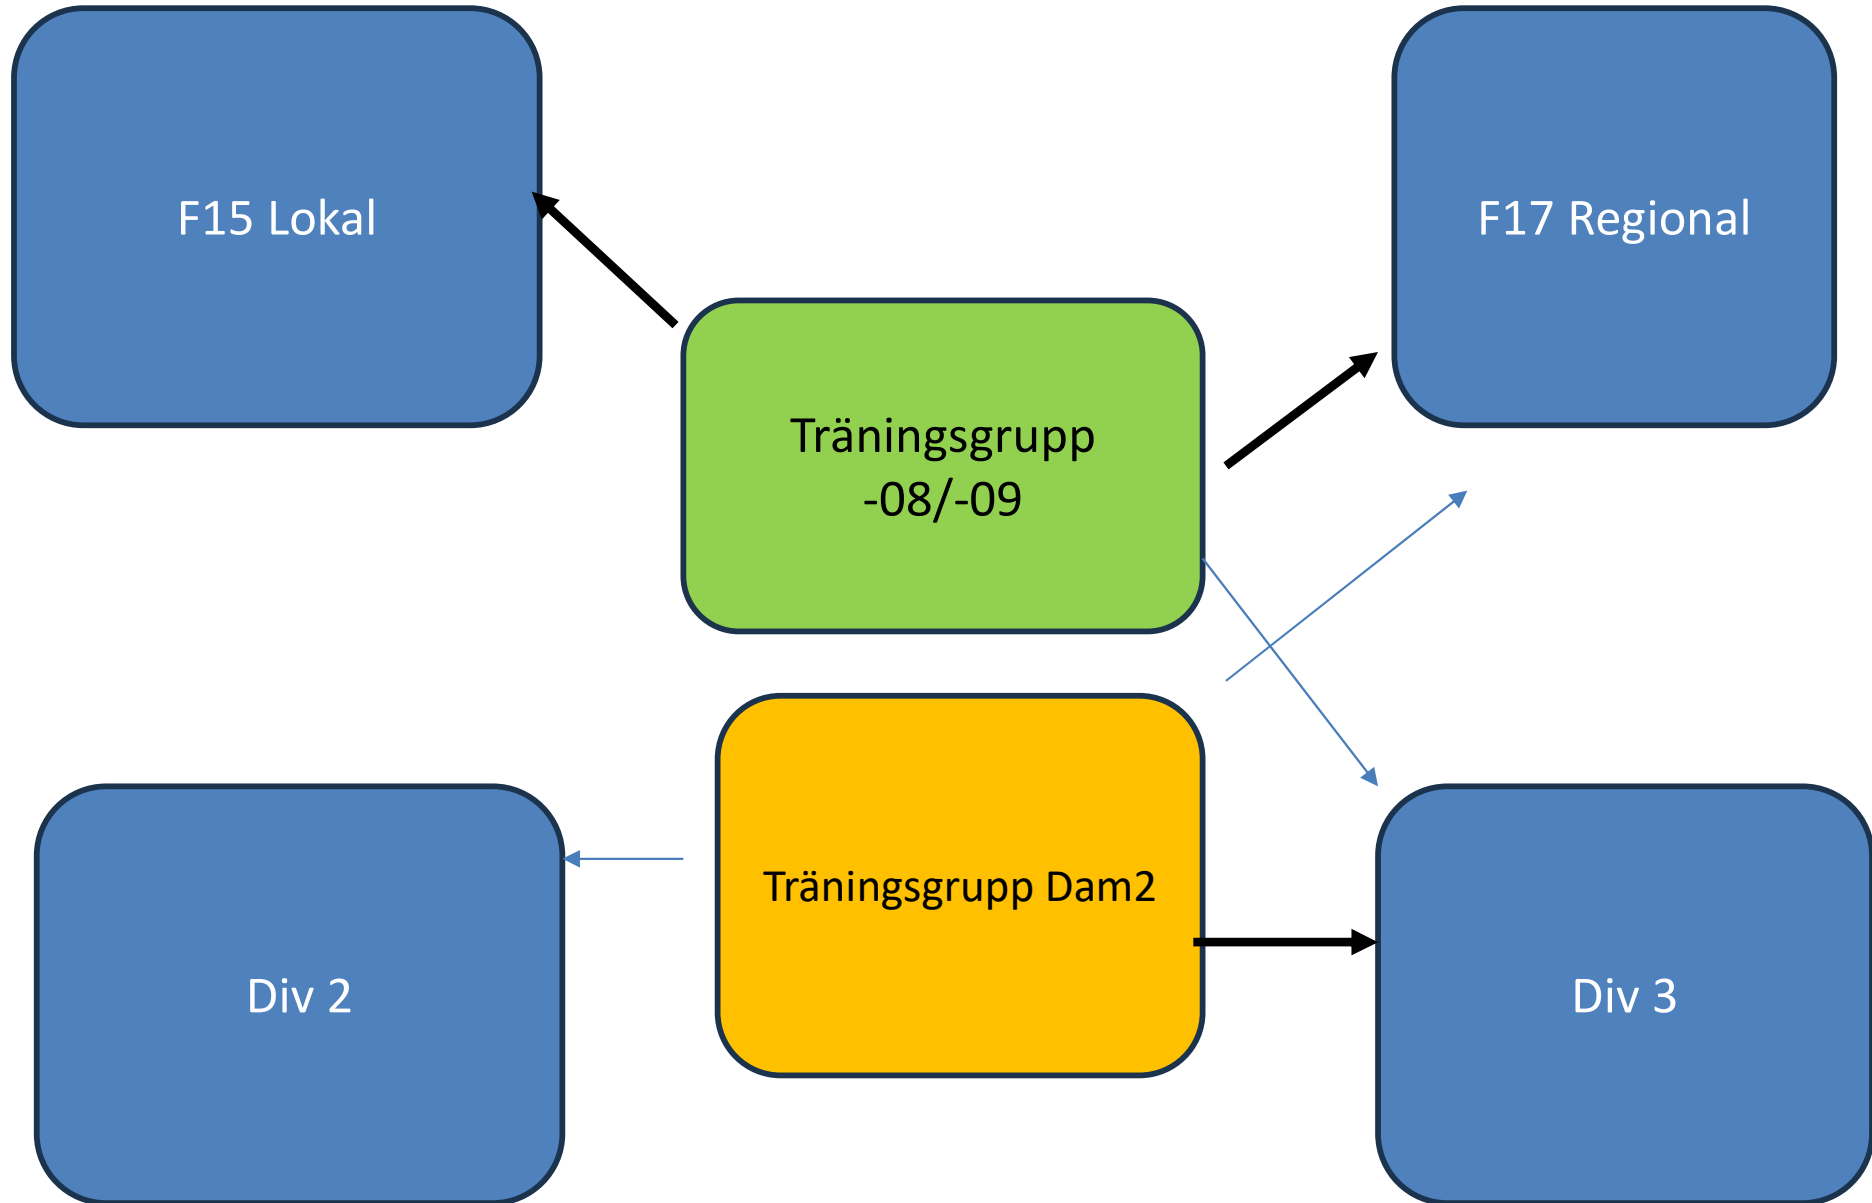 F15 Lokal
F17 Regional
Träningsgrupp
-08/-09
Träningsgrupp Dam2
Div 2
Div 3